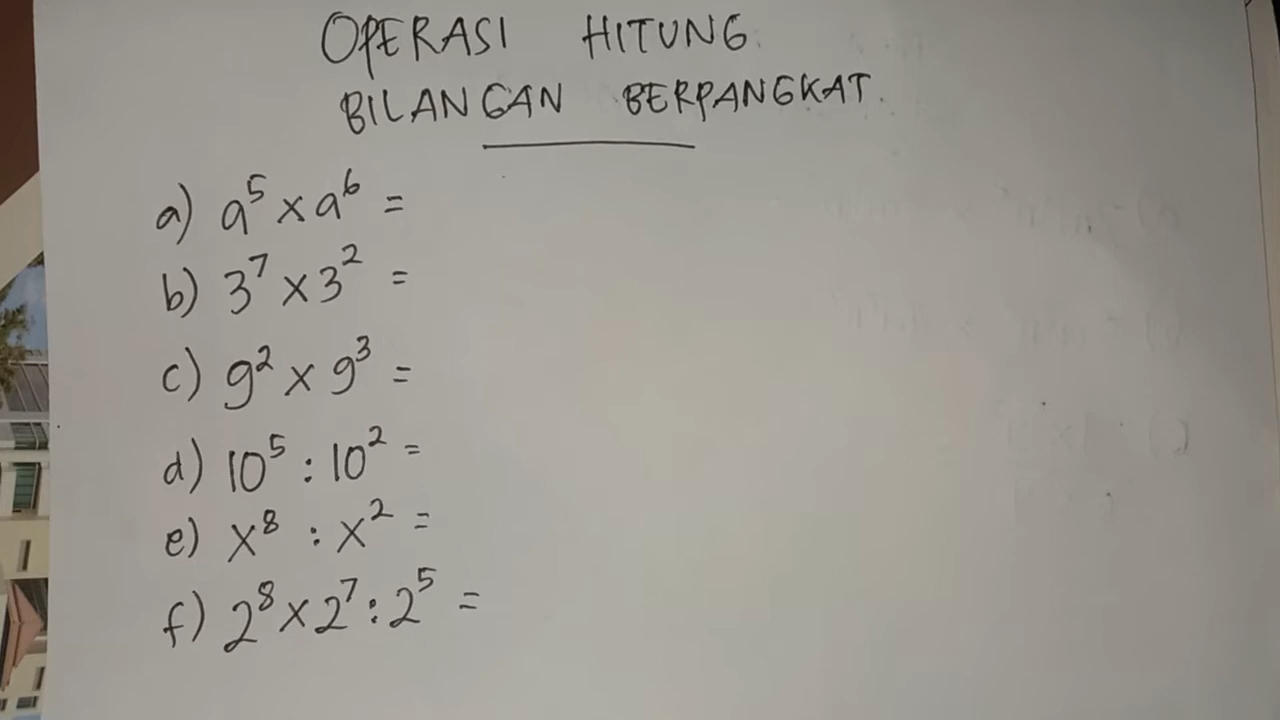 OPERASI HITUNG
BILANGAN BERPANGKAT.
a) a⁵ x a⁶ =
b) 3⁷ x 3² =
c) 9² x 9³ =
d) 10⁵ : 10² =
e) x⁸ : x² =
f) 2⁸ x 2⁷ : 2⁵ =